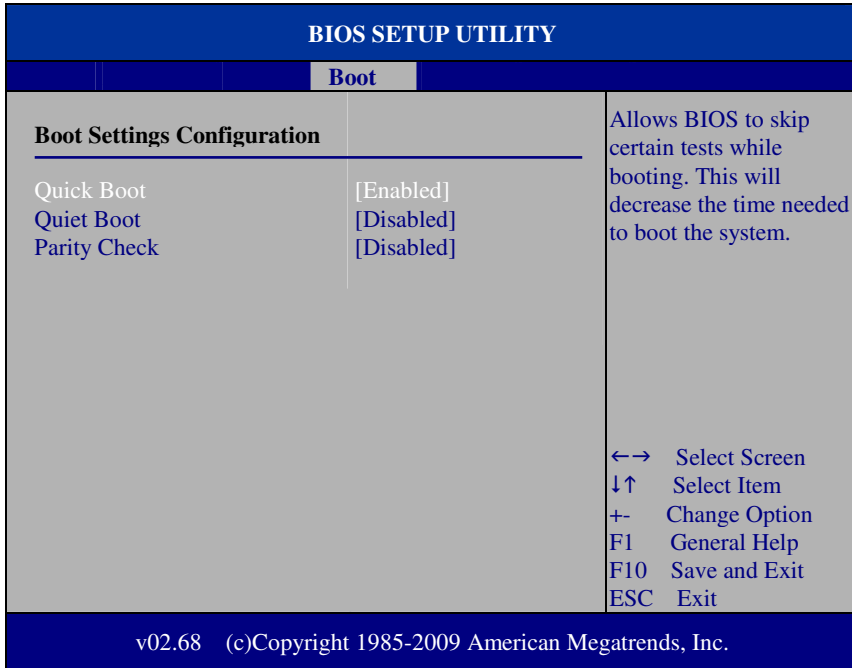 BIOS SETUP UTILITY
Boot
Boot Settings Configuration
Quick Boot [Enabled]
Quiet Boot [Disabled]
Parity Check [Disabled]
Allows BIOS to skip
certain tests while
booting. This will
decrease the time needed
to boot the system.
←→ Select Screen
↓↑ Select Item
+- Change Option
F1 General Help
F10 Save and Exit
ESC Exit
v02.68 (c)Copyright 1985-2009 American Megatrends, Inc.